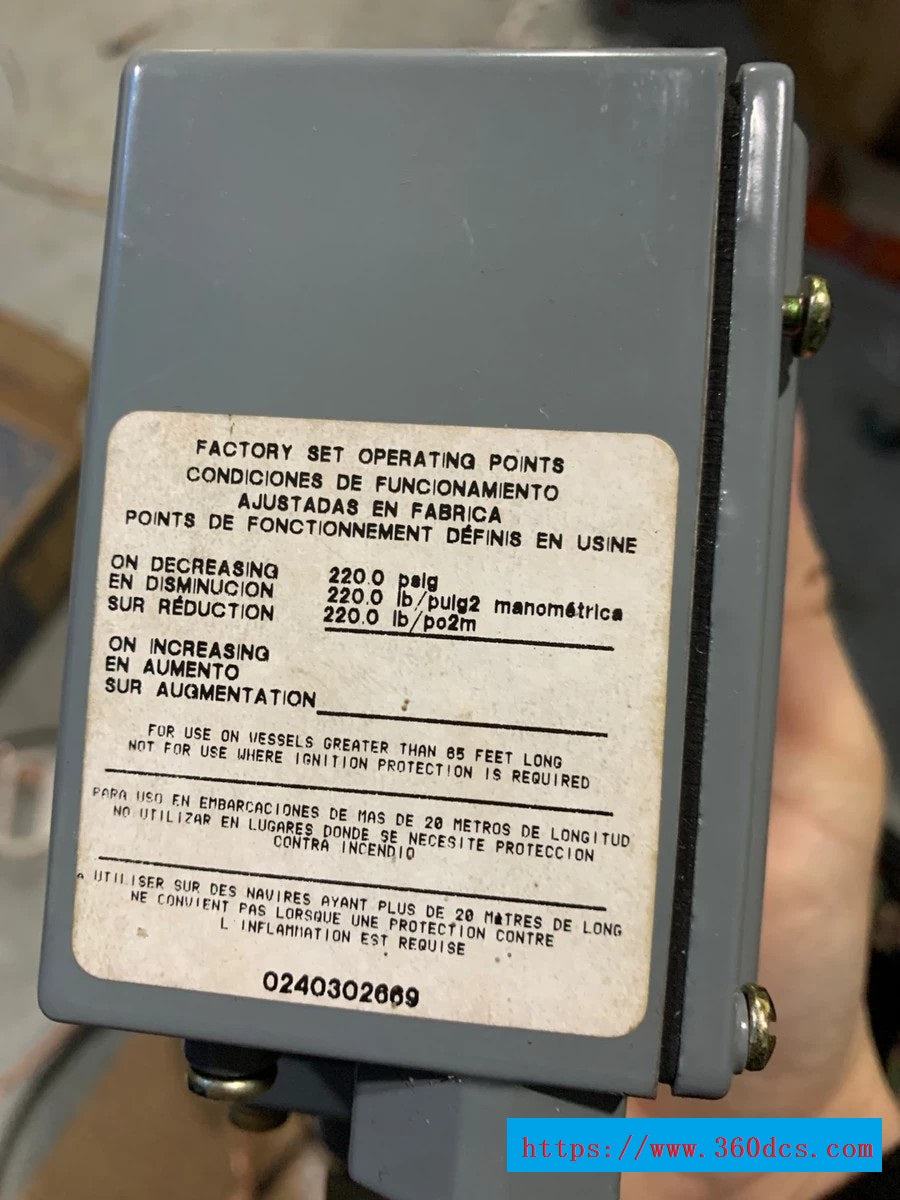 FACTORY SET OPERATING POINTS
CONDICIONES DE FUNCIONAMIENTO
AJUSTADAS EN FABRICA
POINTS DE FONCTIONNEMENT DÉFINIS EN USINE
ON DECREASING 220.0 psig
EN DISMINUCION 220.0 lb/pulg2 manométrica
SUR RÉDUCTION 220.0 lb/po2m
ON INCREASING
EN AUMENTO
SUR AUGMENTATION
FOR USE ON VESSELS GREATER THAN 65 FEET LONG
NOT FOR USE WHERE IGNITION PROTECTION IS REQUIRED
PARA USO EN EMBARCACIONES DE MAS DE 20 METROS DE LONGITUD
NO UTILIZAR EN LUGARES DONDE SE NECESITE PROTECCION
CONTRA INCENDIO
A UTILISER SUR DES NAVIRES AYANT PLUS DE 20 MÈTRES DE LONG
NE CONVIENT PAS LORSQUE UNE PROTECTION CONTRE
L'INFLAMMATION EST REQUISE
0240302669
https://www.360dcs.com